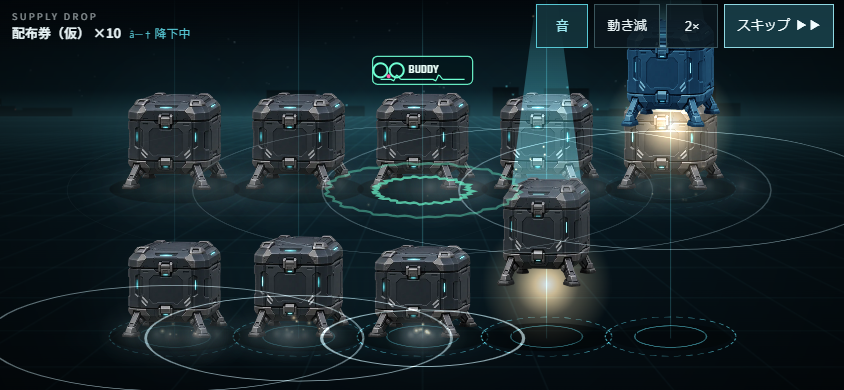 SUPPLY DROP
配布券（仮） ×10 â—† 降下中
音
動き減
2×
スキップ ▶▶
BUDDY